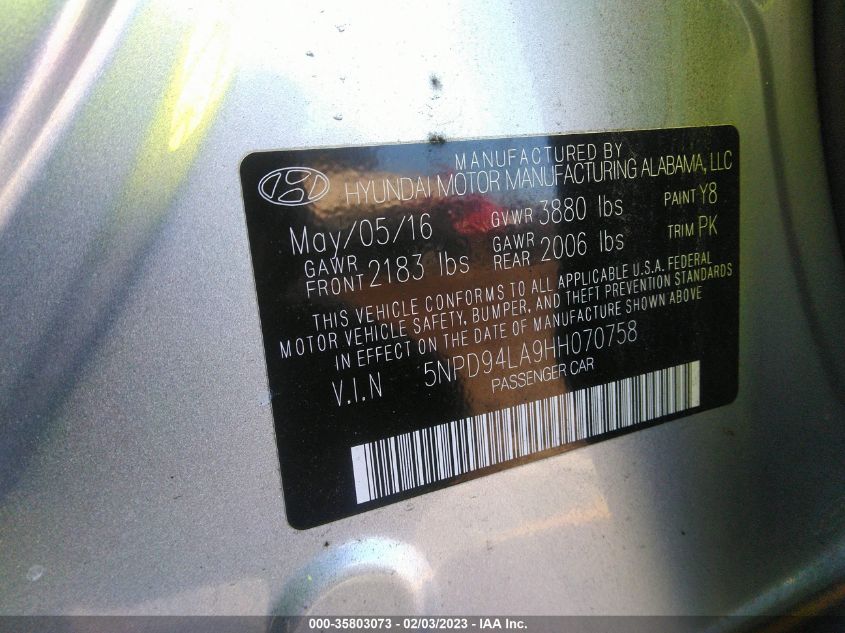 MANUFACTURED BY
HYUNDAI MOTOR MANUFACTURING ALABAMA, LLC
May/05/16 GVWR 3880 lbs PAINT Y8
GAWR FRONT 2183 lbs GAWR REAR 2006 lbs TRIM PK
THIS VEHICLE CONFORMS TO ALL APPLICABLE U.S.A. FEDERAL
MOTOR VEHICLE SAFETY, BUMPER, AND THEFT PREVENTION STANDARDS
IN EFFECT ON THE DATE OF MANUFACTURE SHOWN ABOVE
V.I.N 5NPD94LA9HH070758
PASSENGER CAR
000-35803073 - 02/03/2023 - IAA Inc.